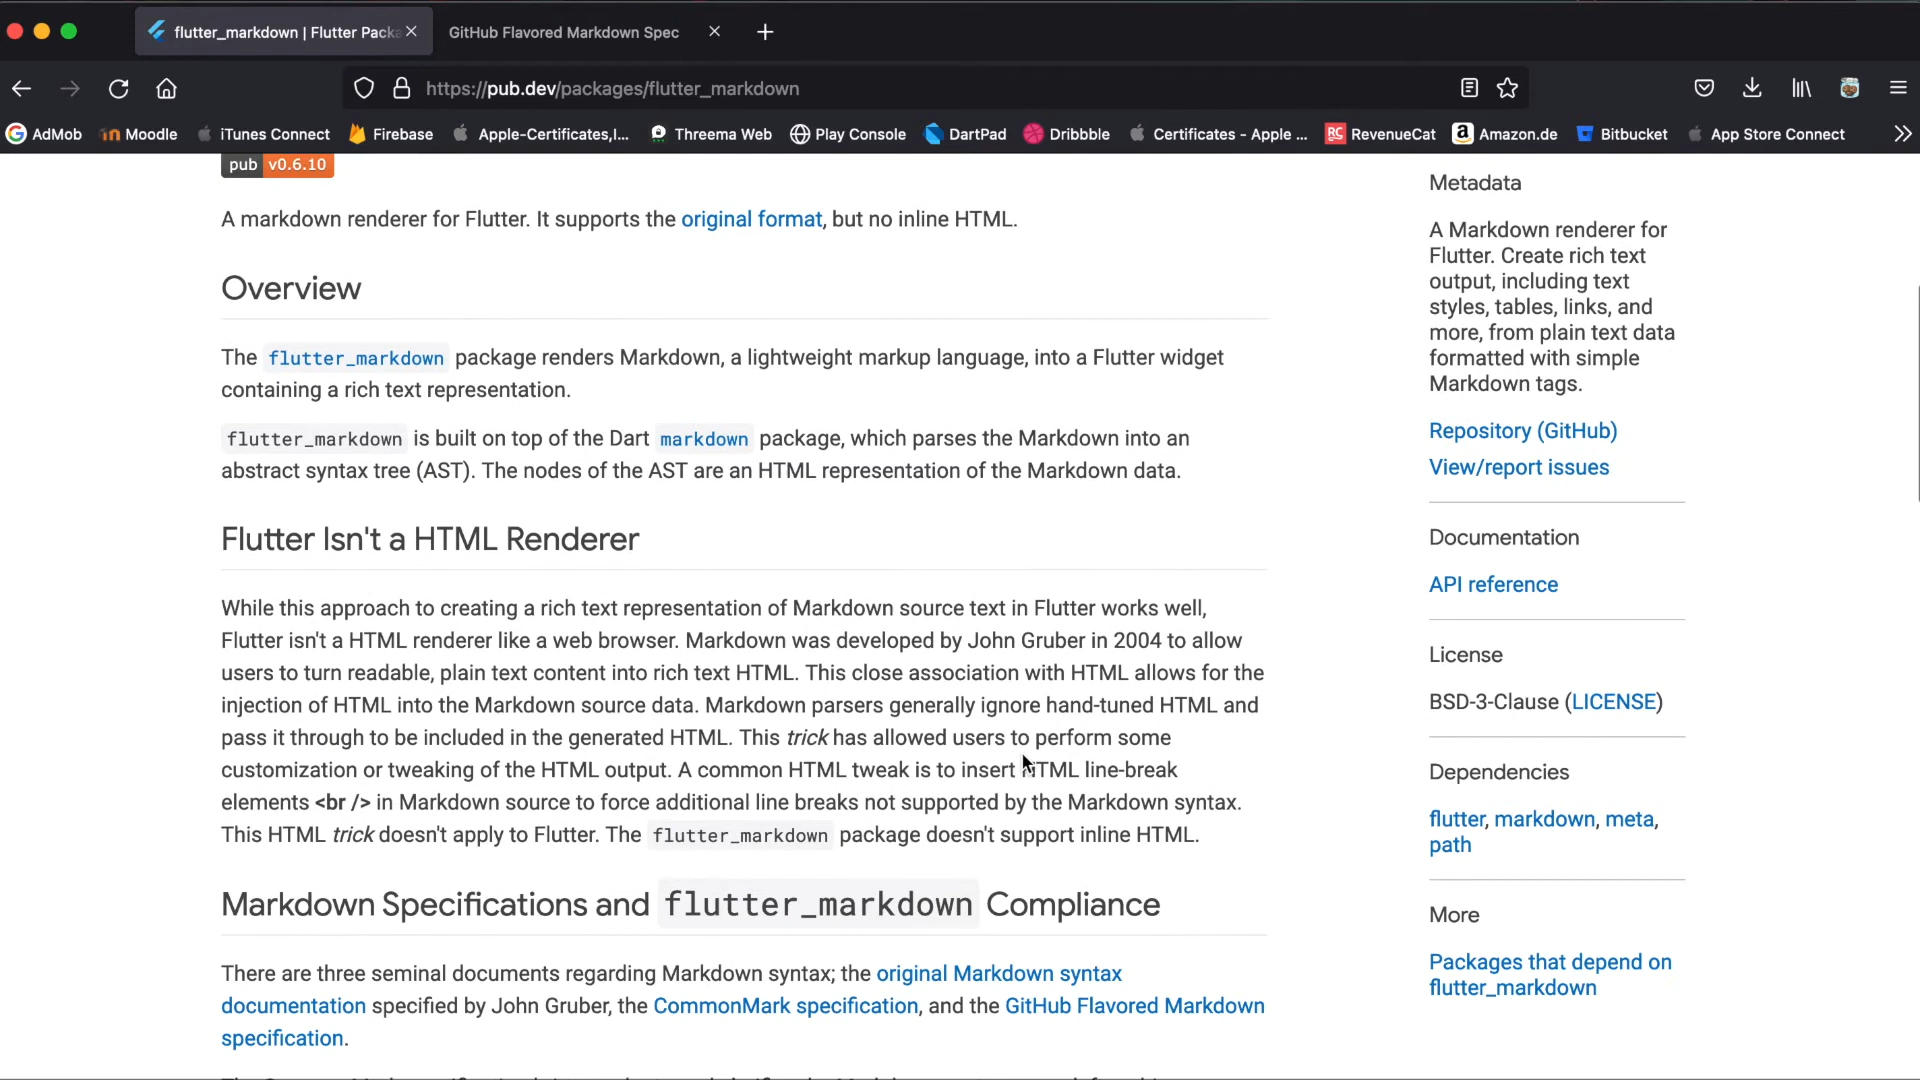 flutter_markdown | Flutter Packa
GitHub Flavored Markdown Spec
https://pub.dev/packages/flutter_markdown
AdMob
Moodle
iTunes Connect
Firebase
Apple-Certificates,I...
Threema Web
Play Console
DartPad
Dribbble
Certificates - Apple ...
RC RevenueCat
Amazon.de
Bitbucket
App Store Connect
pub v0.6.10
A markdown renderer for Flutter. It supports the original format, but no inline HTML.
Overview
The flutter_markdown package renders Markdown, a lightweight markup language, into a Flutter widget
containing a rich text representation.
flutter_markdown is built on top of the Dart markdown package, which parses the Markdown into an
abstract syntax tree (AST). The nodes of the AST are an HTML representation of the Markdown data.
Flutter Isn't a HTML Renderer
While this approach to creating a rich text representation of Markdown source text in Flutter works well,
Flutter isn't a HTML renderer like a web browser. Markdown was developed by John Gruber in 2004 to allow
users to turn readable, plain text content into rich text HTML. This close association with HTML allows for the
injection of HTML into the Markdown source data. Markdown parsers generally ignore hand-tuned HTML and
pass it through to be included in the generated HTML. This trick has allowed users to perform some
customization or tweaking of the HTML output. A common HTML tweak is to insert HTML line-break
elements <br /> in Markdown source to force additional line breaks not supported by the Markdown syntax.
This HTML trick doesn't apply to Flutter. The flutter_markdown package doesn't support inline HTML.
Markdown Specifications and flutter_markdown Compliance
There are three seminal documents regarding Markdown syntax; the original Markdown syntax
documentation specified by John Gruber, the CommonMark specification, and the GitHub Flavored Markdown
specification.
Metadata
A Markdown renderer for
Flutter. Create rich text
output, including text
styles, tables, links, and
more, from plain text data
formatted with simple
Markdown tags.
Repository (GitHub)
View/report issues
Documentation
API reference
License
BSD-3-Clause (LICENSE)
Dependencies
flutter, markdown, meta,
path
More
Packages that depend on
flutter_markdown